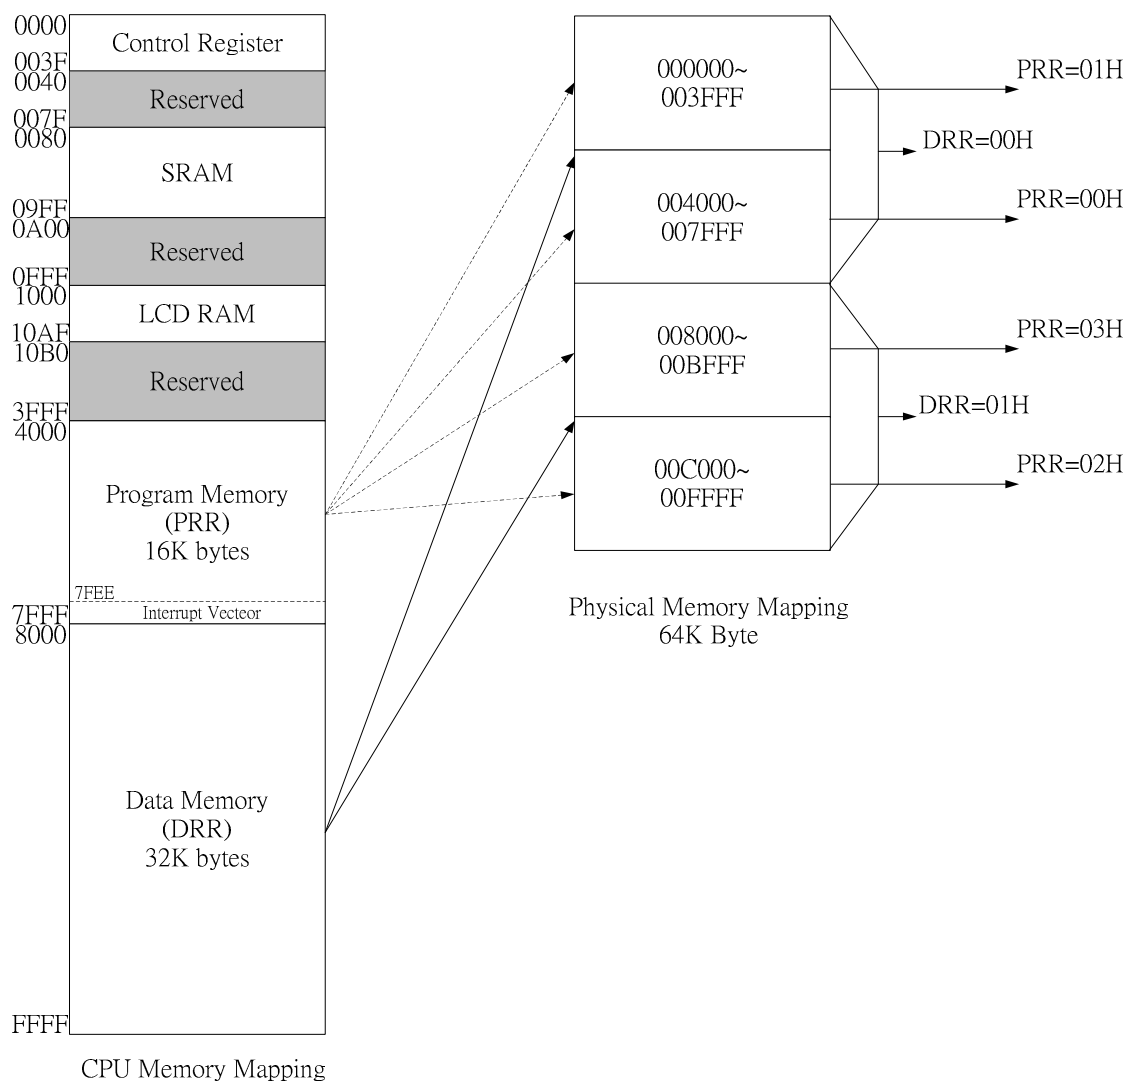 0000
Control Register
003F
0040
Reserved
007F
0080
SRAM
09FF
0A00
Reserved
0FFF
1000
LCD RAM
10AF
10B0
Reserved
3FFF
4000
Program Memory
(PRR)
16K bytes
7FEE
Interrupt Vecteor
7FFF
8000
Data Memory
(DRR)
32K bytes
FFFF
CPU Memory Mapping
000000~
003FFF
004000~
007FFF
008000~
00BFFF
00C000~
00FFFF
Physical Memory Mapping
64K Byte
PRR=01H
DRR=00H
PRR=00H
PRR=03H
DRR=01H
PRR=02H